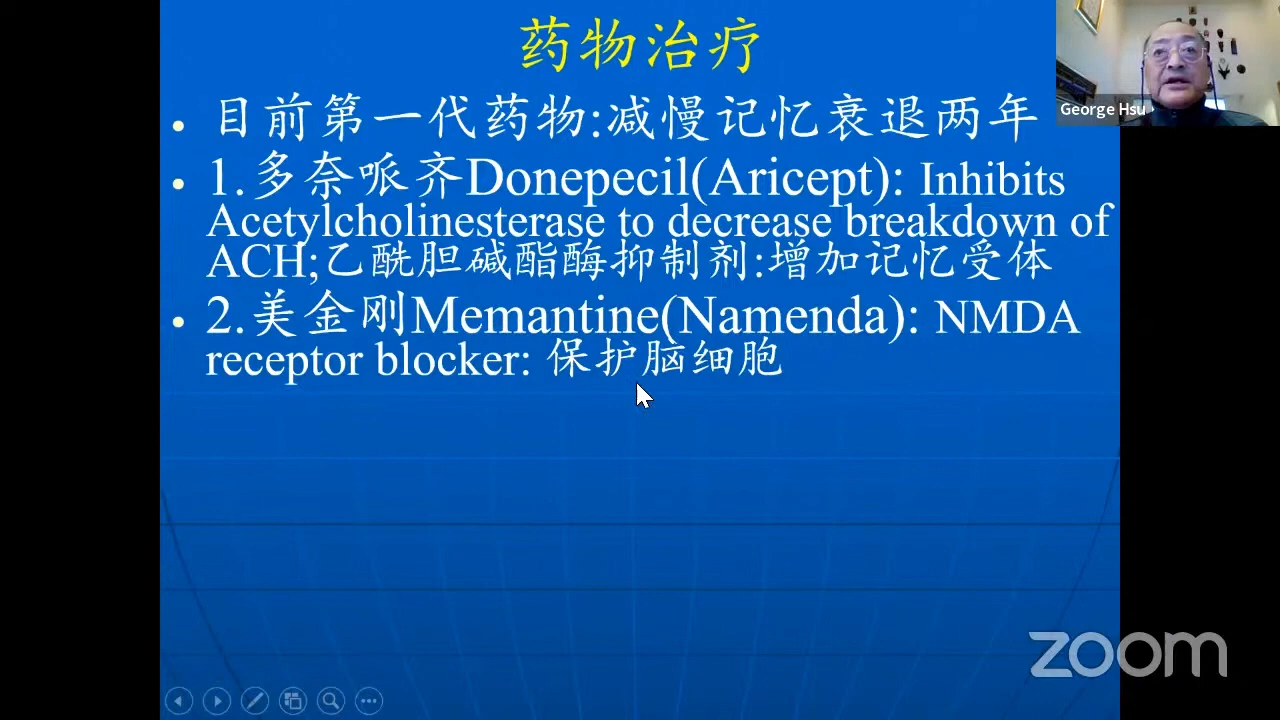 药物治疗
George Hsu
• 目前第一代药物:减慢记忆衰退两年
• 1.多奈哌齐Donepecil(Aricept): Inhibits
Acetylcholinesterase to decrease breakdown of
ACH;乙酰胆碱酯酶抑制剂:增加记忆受体
• 2.美金刚Memantine(Namenda): NMDA
receptor blocker: 保护脑细胞
zoom